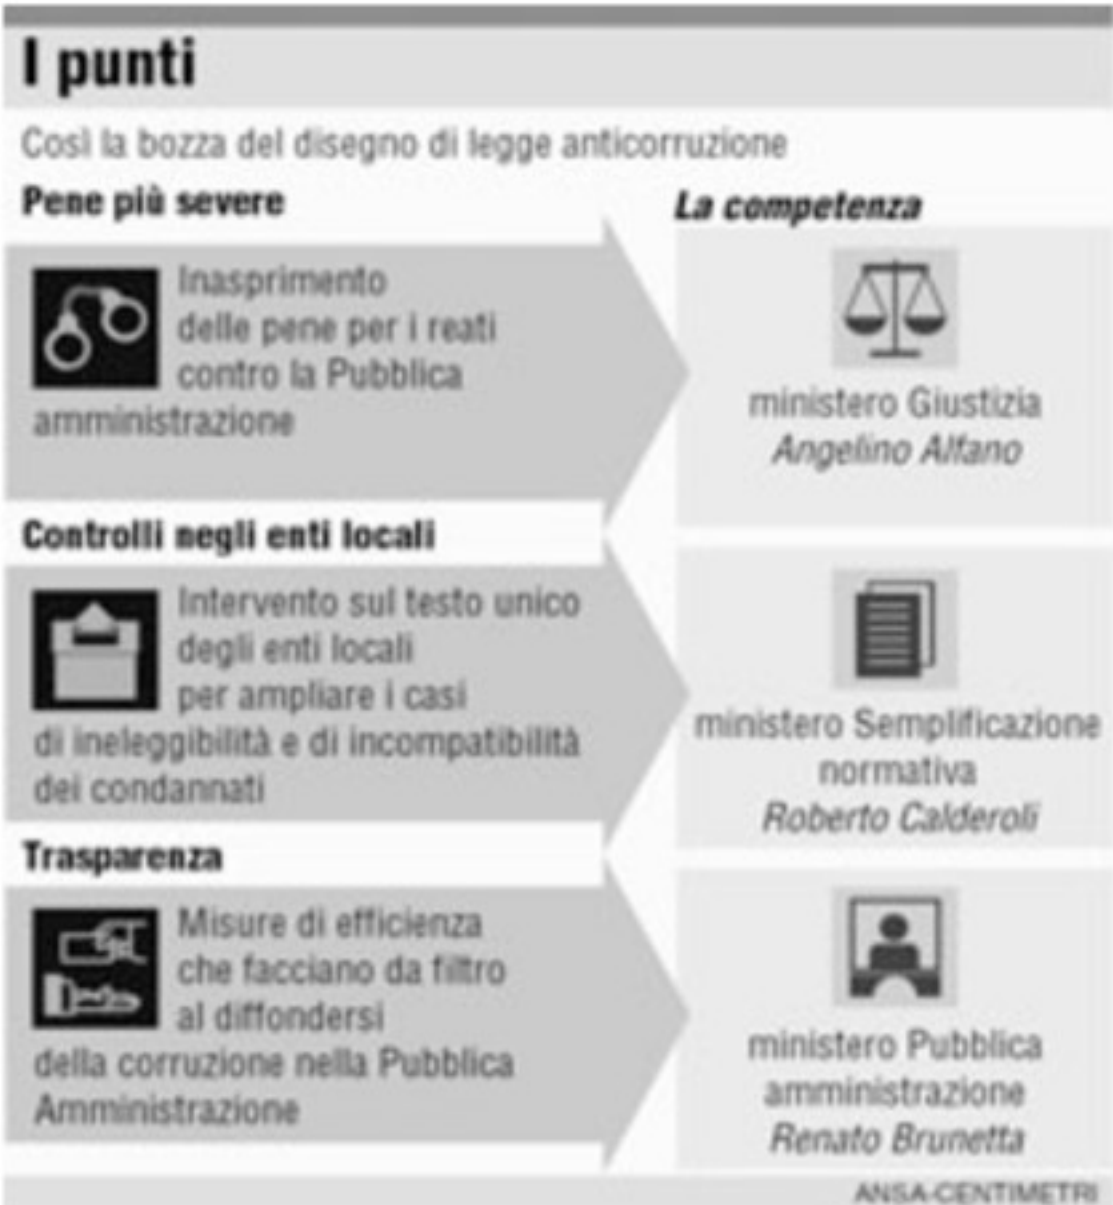 I punti
Così la bozza del disegno di legge anticorruzione
Pene più severe
La competenza
Inasprimento
delle pene per i reati
contro la Pubblica
amministrazione
ministero Giustizia
Angelino Alfano
Controlli negli enti locali
Intervento sul testo unico
degli enti locali
per ampliare i casi
di ineleggibilità e di incompatibilità
dei condannati
ministero Semplificazione
normativa
Roberto Calderoli
Trasparenza
Misure di efficienza
che facciano da filtro
al diffondersi
della corruzione nella Pubblica
Amministrazione
ministero Pubblica
amministrazione
Renato Brunetta
ANSA-CENTIMETRI